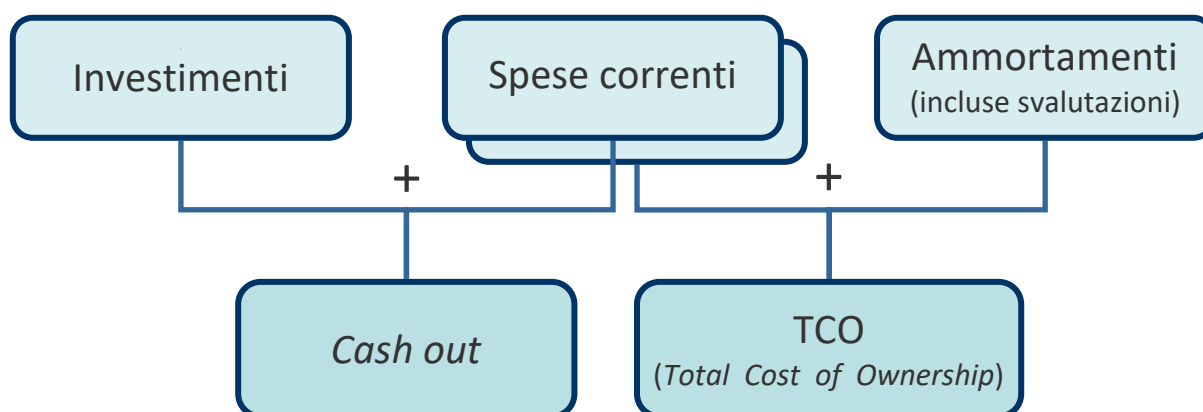 Investimenti
Spese correnti
Ammortamenti
(incluse svalutazioni)
+
+
Cash out
TCO
(Total Cost of Ownership)